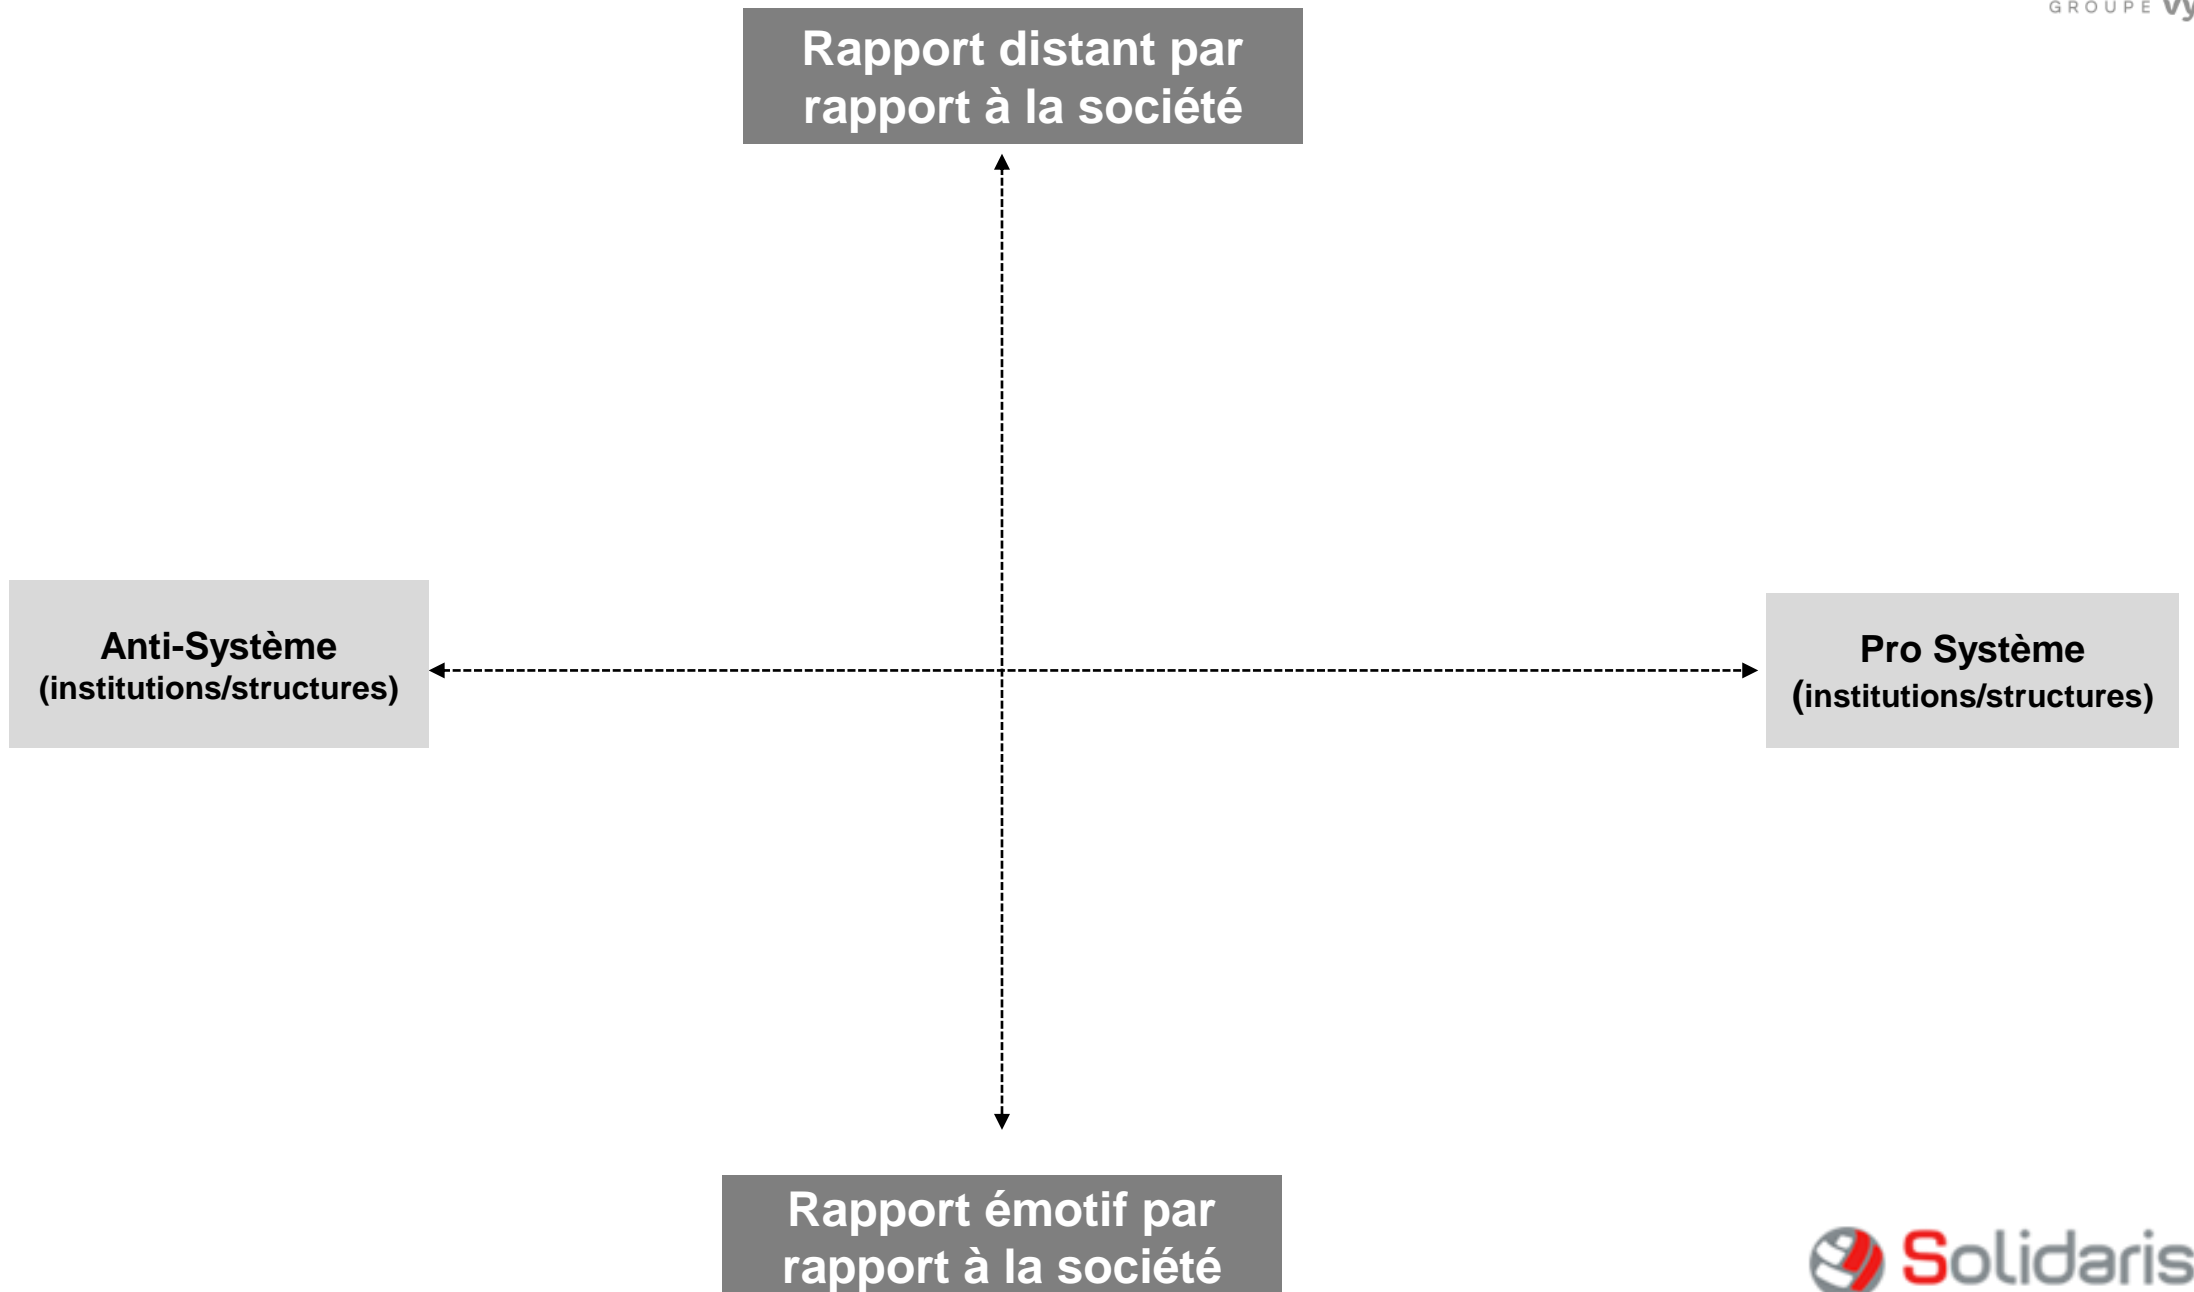 GROUPE
Rapport distant par
rapport à la société
Anti-Système
(institutions/structures)
Pro Système
(institutions/structures)
Rapport émotif par
rapport à la société
Solidaris